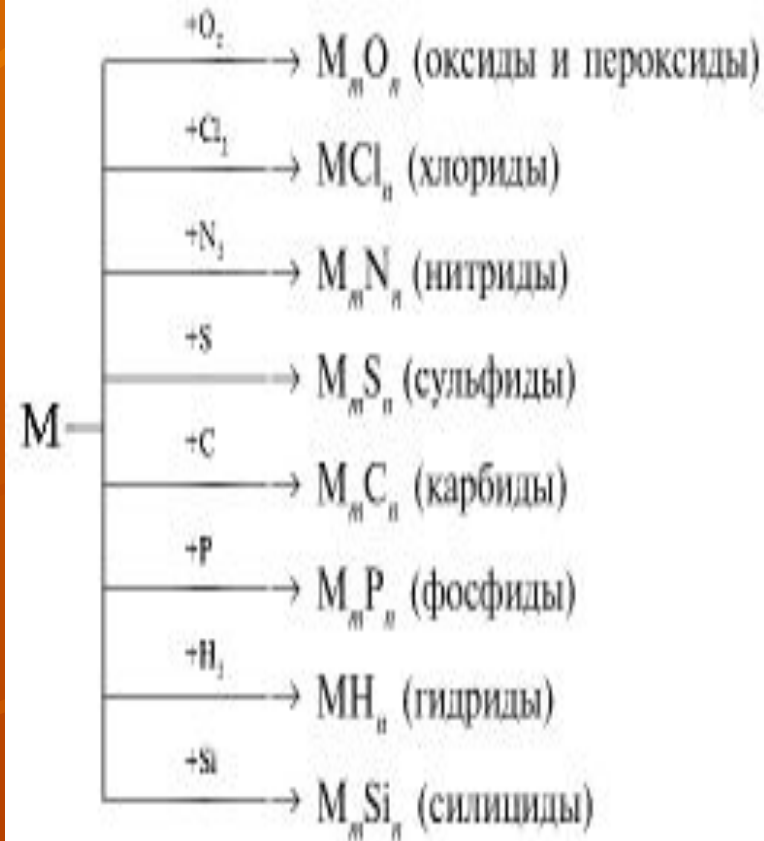 +O₂
MₘOₙ (оксиды и пероксиды)
+Cl₂
MClₙ (хлориды)
+N₂
MₘNₙ (нитриды)
+S
MₘSₙ (сульфиды)
M
+C
MₘCₙ (карбиды)
+P
MₘPₙ (фосфиды)
+H₂
MHₙ (гидриды)
+Si
MₘSiₙ (силициды)